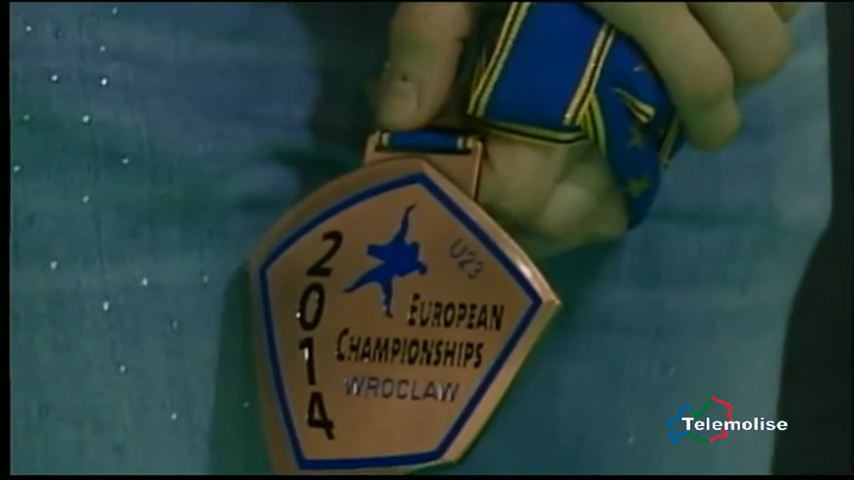 2014
U23
EUROPEAN
CHAMPIONSHIPS
WROCLAW
Telemolise